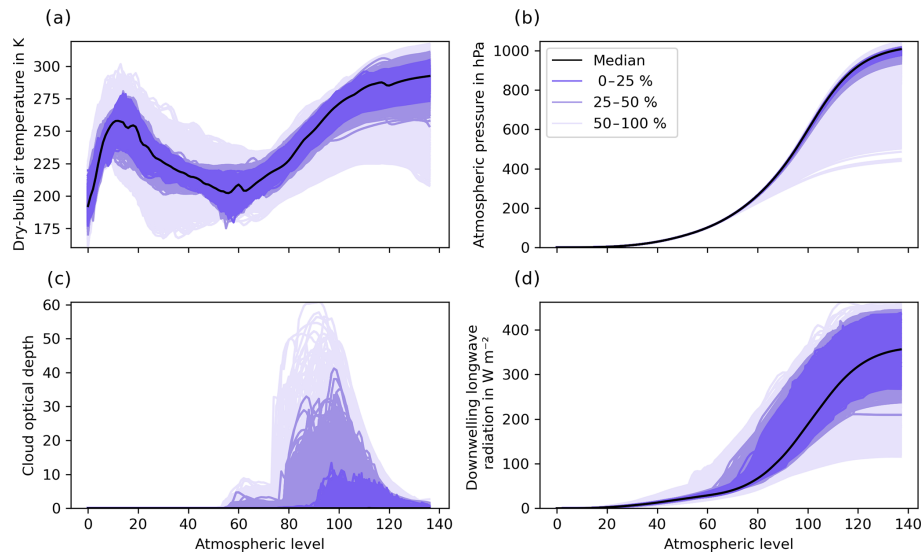 (a)
Dry-bulb air temperature in K
300
275
250
225
200
175
(b)
Atmospheric pressure in hPa
1000
800
600
400
200
0
Median
0–25 %
25–50 %
50–100 %
(c)
Cloud optical depth
60
50
40
30
20
10
0
0 20 40 60 80 100 120 140
Atmospheric level
(d)
Downwelling longwave
radiation in W m⁻²
400
300
200
100
0
0 20 40 60 80 100 120 140
Atmospheric level